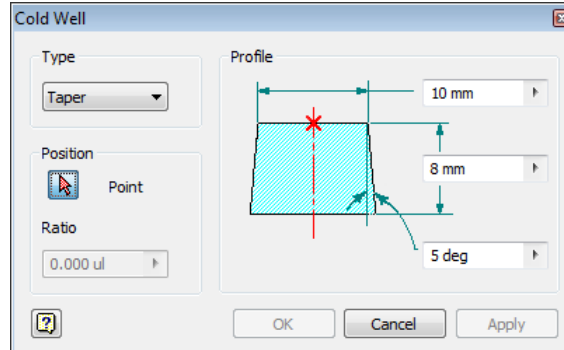 Cold Well
Type
Taper
Position
Point
Ratio
0.000 ul
Profile
10 mm
8 mm
5 deg
OK
Cancel
Apply